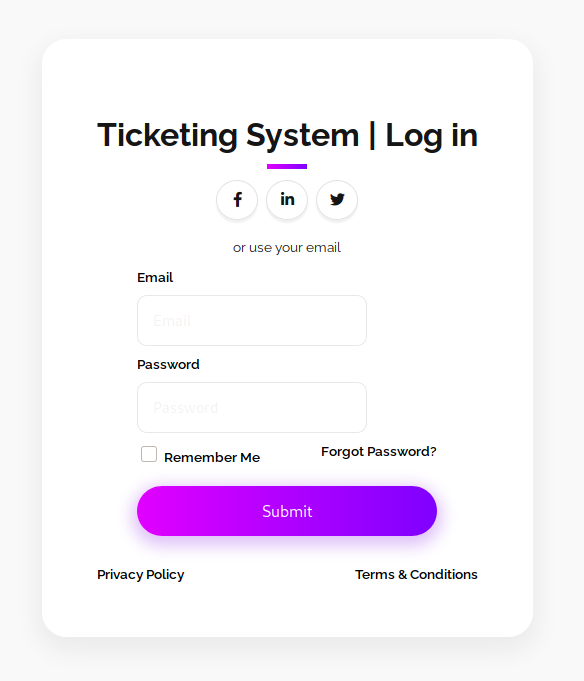 Ticketing System | Log in
or use your email
Email
Email
Password
Password
Remember Me
Forgot Password?
Submit
Privacy Policy
Terms & Conditions